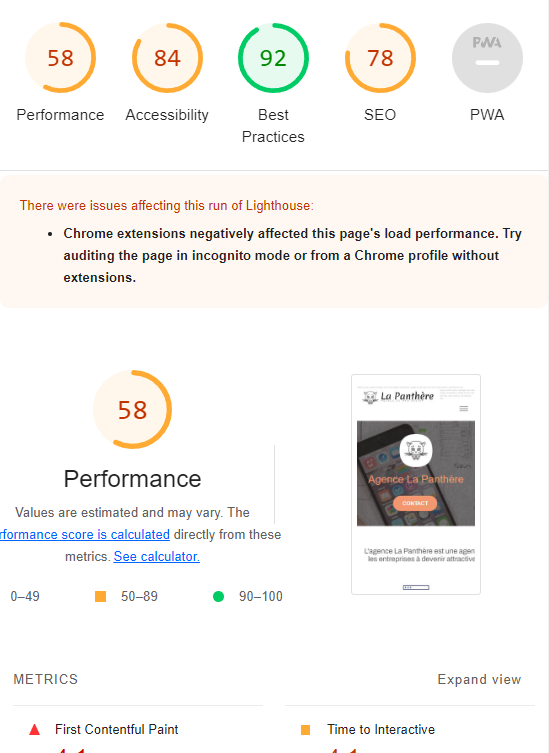 58
84
92
78
PWA
Performance
Accessibility
Best
Practices
SEO
PWA
There were issues affecting this run of Lighthouse:
• Chrome extensions negatively affected this page's load performance. Try
auditing the page in incognito mode or from a Chrome profile without
extensions.
58
Performance
Values are estimated and may vary. The
rformance score is calculated directly from these
metrics. See calculator.
0–49
50–89
90–100
La Panthère
Agence La Panthère
CONTACT
L'agence La Panthère est une agen
les entreprises à devenir attractive
METRICS
Expand view
First Contentful Paint
Time to Interactive